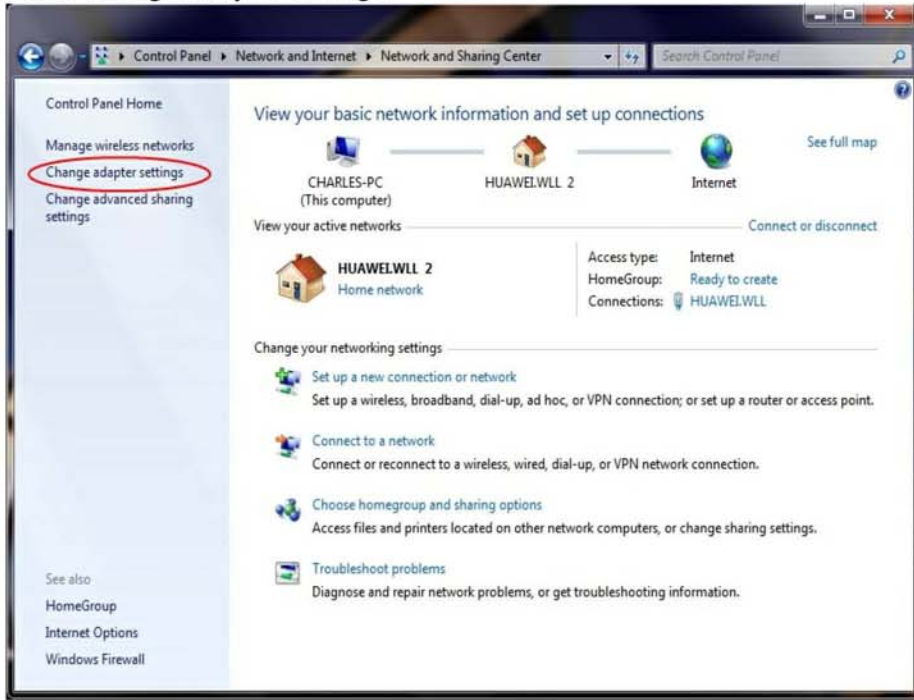 Control Panel ▸ Network and Internet ▸ Network and Sharing Center
Search Control Panel
Control Panel Home
Manage wireless networks
Change adapter settings
Change advanced sharing
settings
See also
HomeGroup
Internet Options
Windows Firewall
View your basic network information and set up connections
See full map
CHARLES-PC
(This computer)
HUAWEI.WLL 2
Internet
View your active networks
Connect or disconnect
HUAWEI.WLL 2
Home network
Access type: Internet
HomeGroup: Ready to create
Connections: HUAWEI.WLL
Change your networking settings
Set up a new connection or network
Set up a wireless, broadband, dial-up, ad hoc, or VPN connection; or set up a router or access point.
Connect to a network
Connect or reconnect to a wireless, wired, dial-up, or VPN network connection.
Choose homegroup and sharing options
Access files and printers located on other network computers, or change sharing settings.
Troubleshoot problems
Diagnose and repair network problems, or get troubleshooting information.